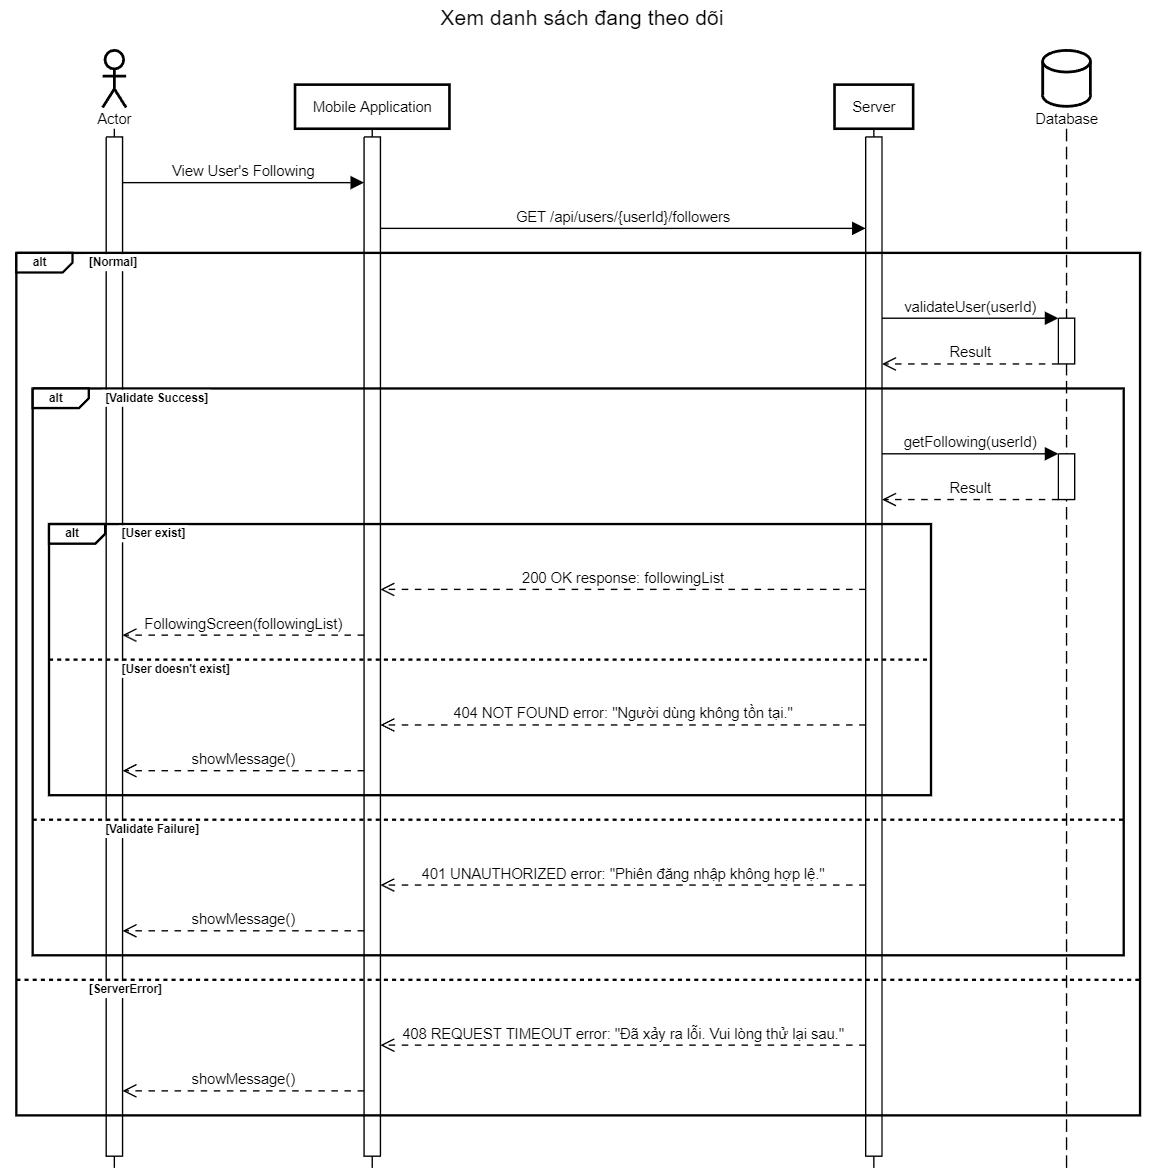 Xem danh sách đang theo dõi
Actor
Mobile Application
Server
Database
View User's Following
GET /api/users/{userId}/followers
alt
[Normal]
validateUser(userId)
Result
alt
[Validate Success]
getFollowing(userId)
Result
alt
[User exist]
200 OK response: followingList
FollowingScreen(followingList)
[User doesn't exist]
404 NOT FOUND error: "Người dùng không tồn tại."
showMessage()
[Validate Failure]
401 UNAUTHORIZED error: "Phiên đăng nhập không hợp lệ."
showMessage()
[ServerError]
408 REQUEST TIMEOUT error: "Đã xảy ra lỗi. Vui lòng thử lại sau."
showMessage()